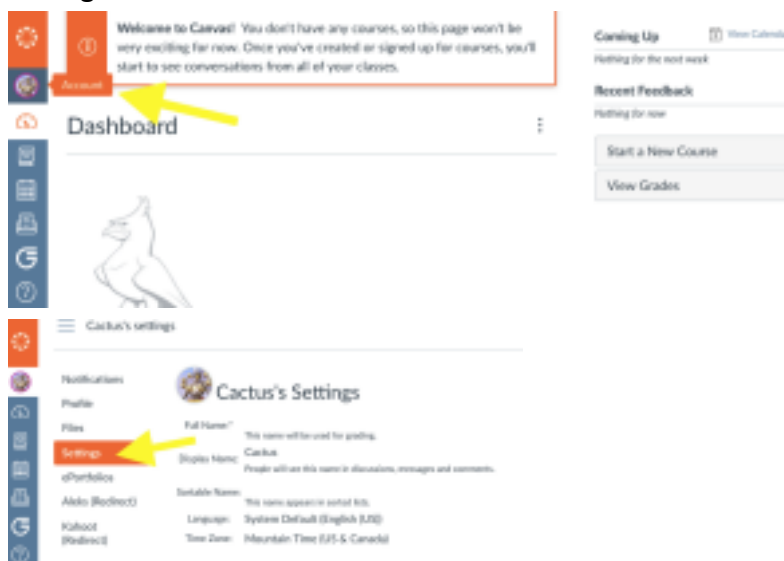 Welcome to Canvas! You don't have any courses, so this page won't be
very exciting for now. Once you've created or signed up for courses, you'll
start to see conversations from all of your classes.
Account
Dashboard
Coming Up
View Calendar
Nothing for the next week
Recent Feedback
Nothing for now
Start a New Course
View Grades
Cactus's settings
Notifications
Profile
Files
Settings
ePortfolios
Aleks (Redirect)
Kahoot
(Redirect)
Cactus's Settings
Full Name:*
This name will be used for grading.
Display Name: Cactus
People will see this name in discussions, messages and comments.
Sortable Name:
This name appears in sorted lists.
Language: System Default (English (US))
Time Zone: Mountain Time (US & Canada)